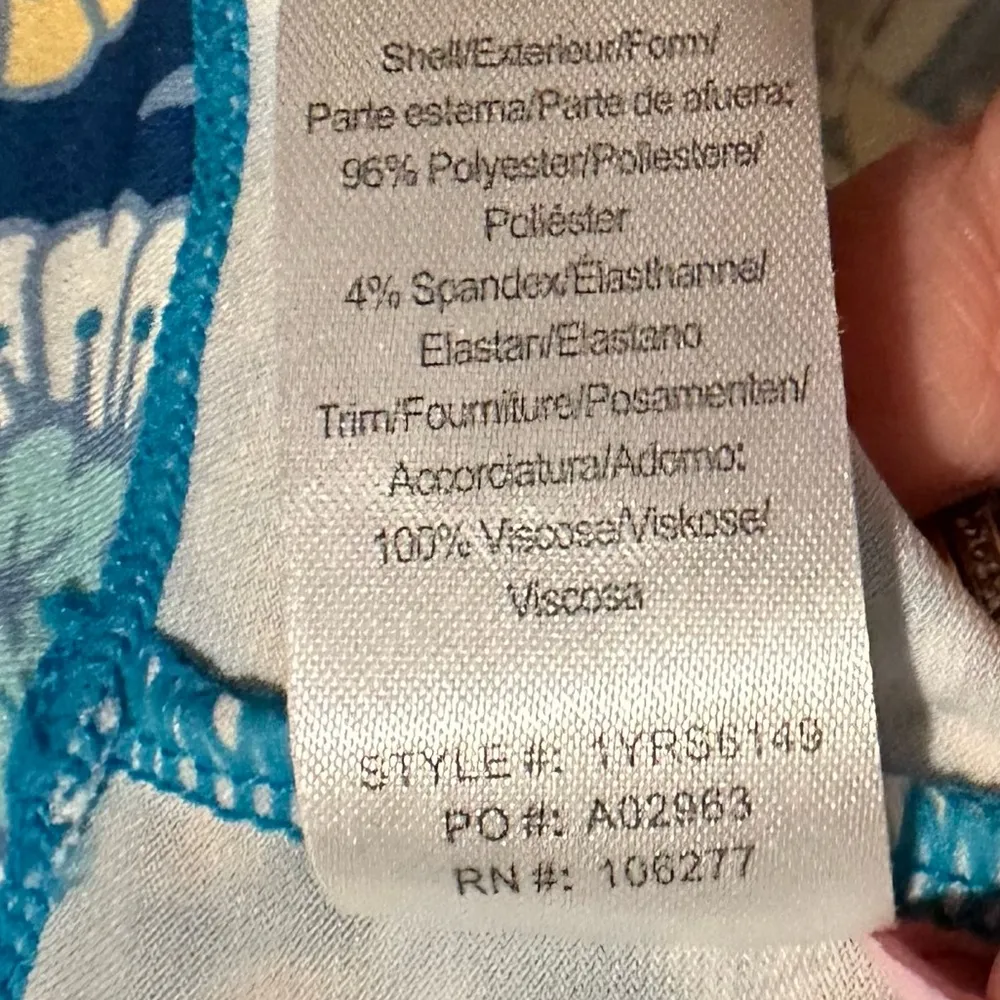 Shell/Exterieur/Form/
Parte esterna/Parte de afuera:
96% Polyester/Poliestere/
Poliéster
4% Spandex/Élasthanne/
Elastan/Elastano
Trim/Fourniture/Posamenten/
Accorciatura/Adorno:
100% Viscose/Viskose/
Viscosa
STYLE #: 1YRS6149
PO #: A02963
RN #: 106277